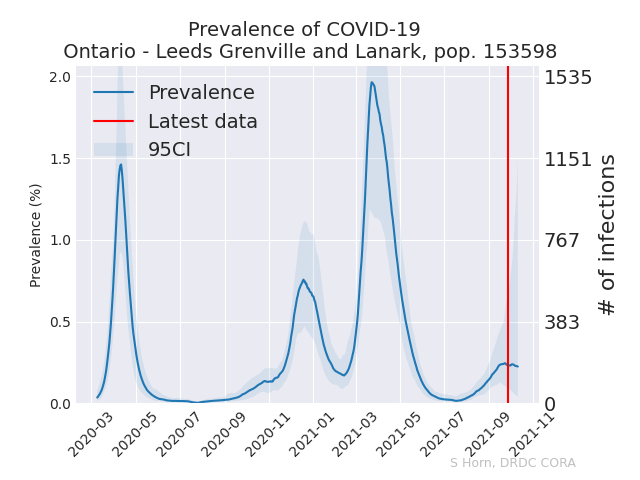 Prevalence of COVID-19
Ontario - Leeds Grenville and Lanark, pop. 153598
Prevalence
Latest data
95CI
Prevalence (%)
2.0
1.5
1.0
0.5
0.0
1535
1151
767
383
0
# of infections
2020-03
2020-05
2020-07
2020-09
2020-11
2021-01
2021-03
2021-05
2021-07
2021-09
2021-11
S Horn, DRDC CORA